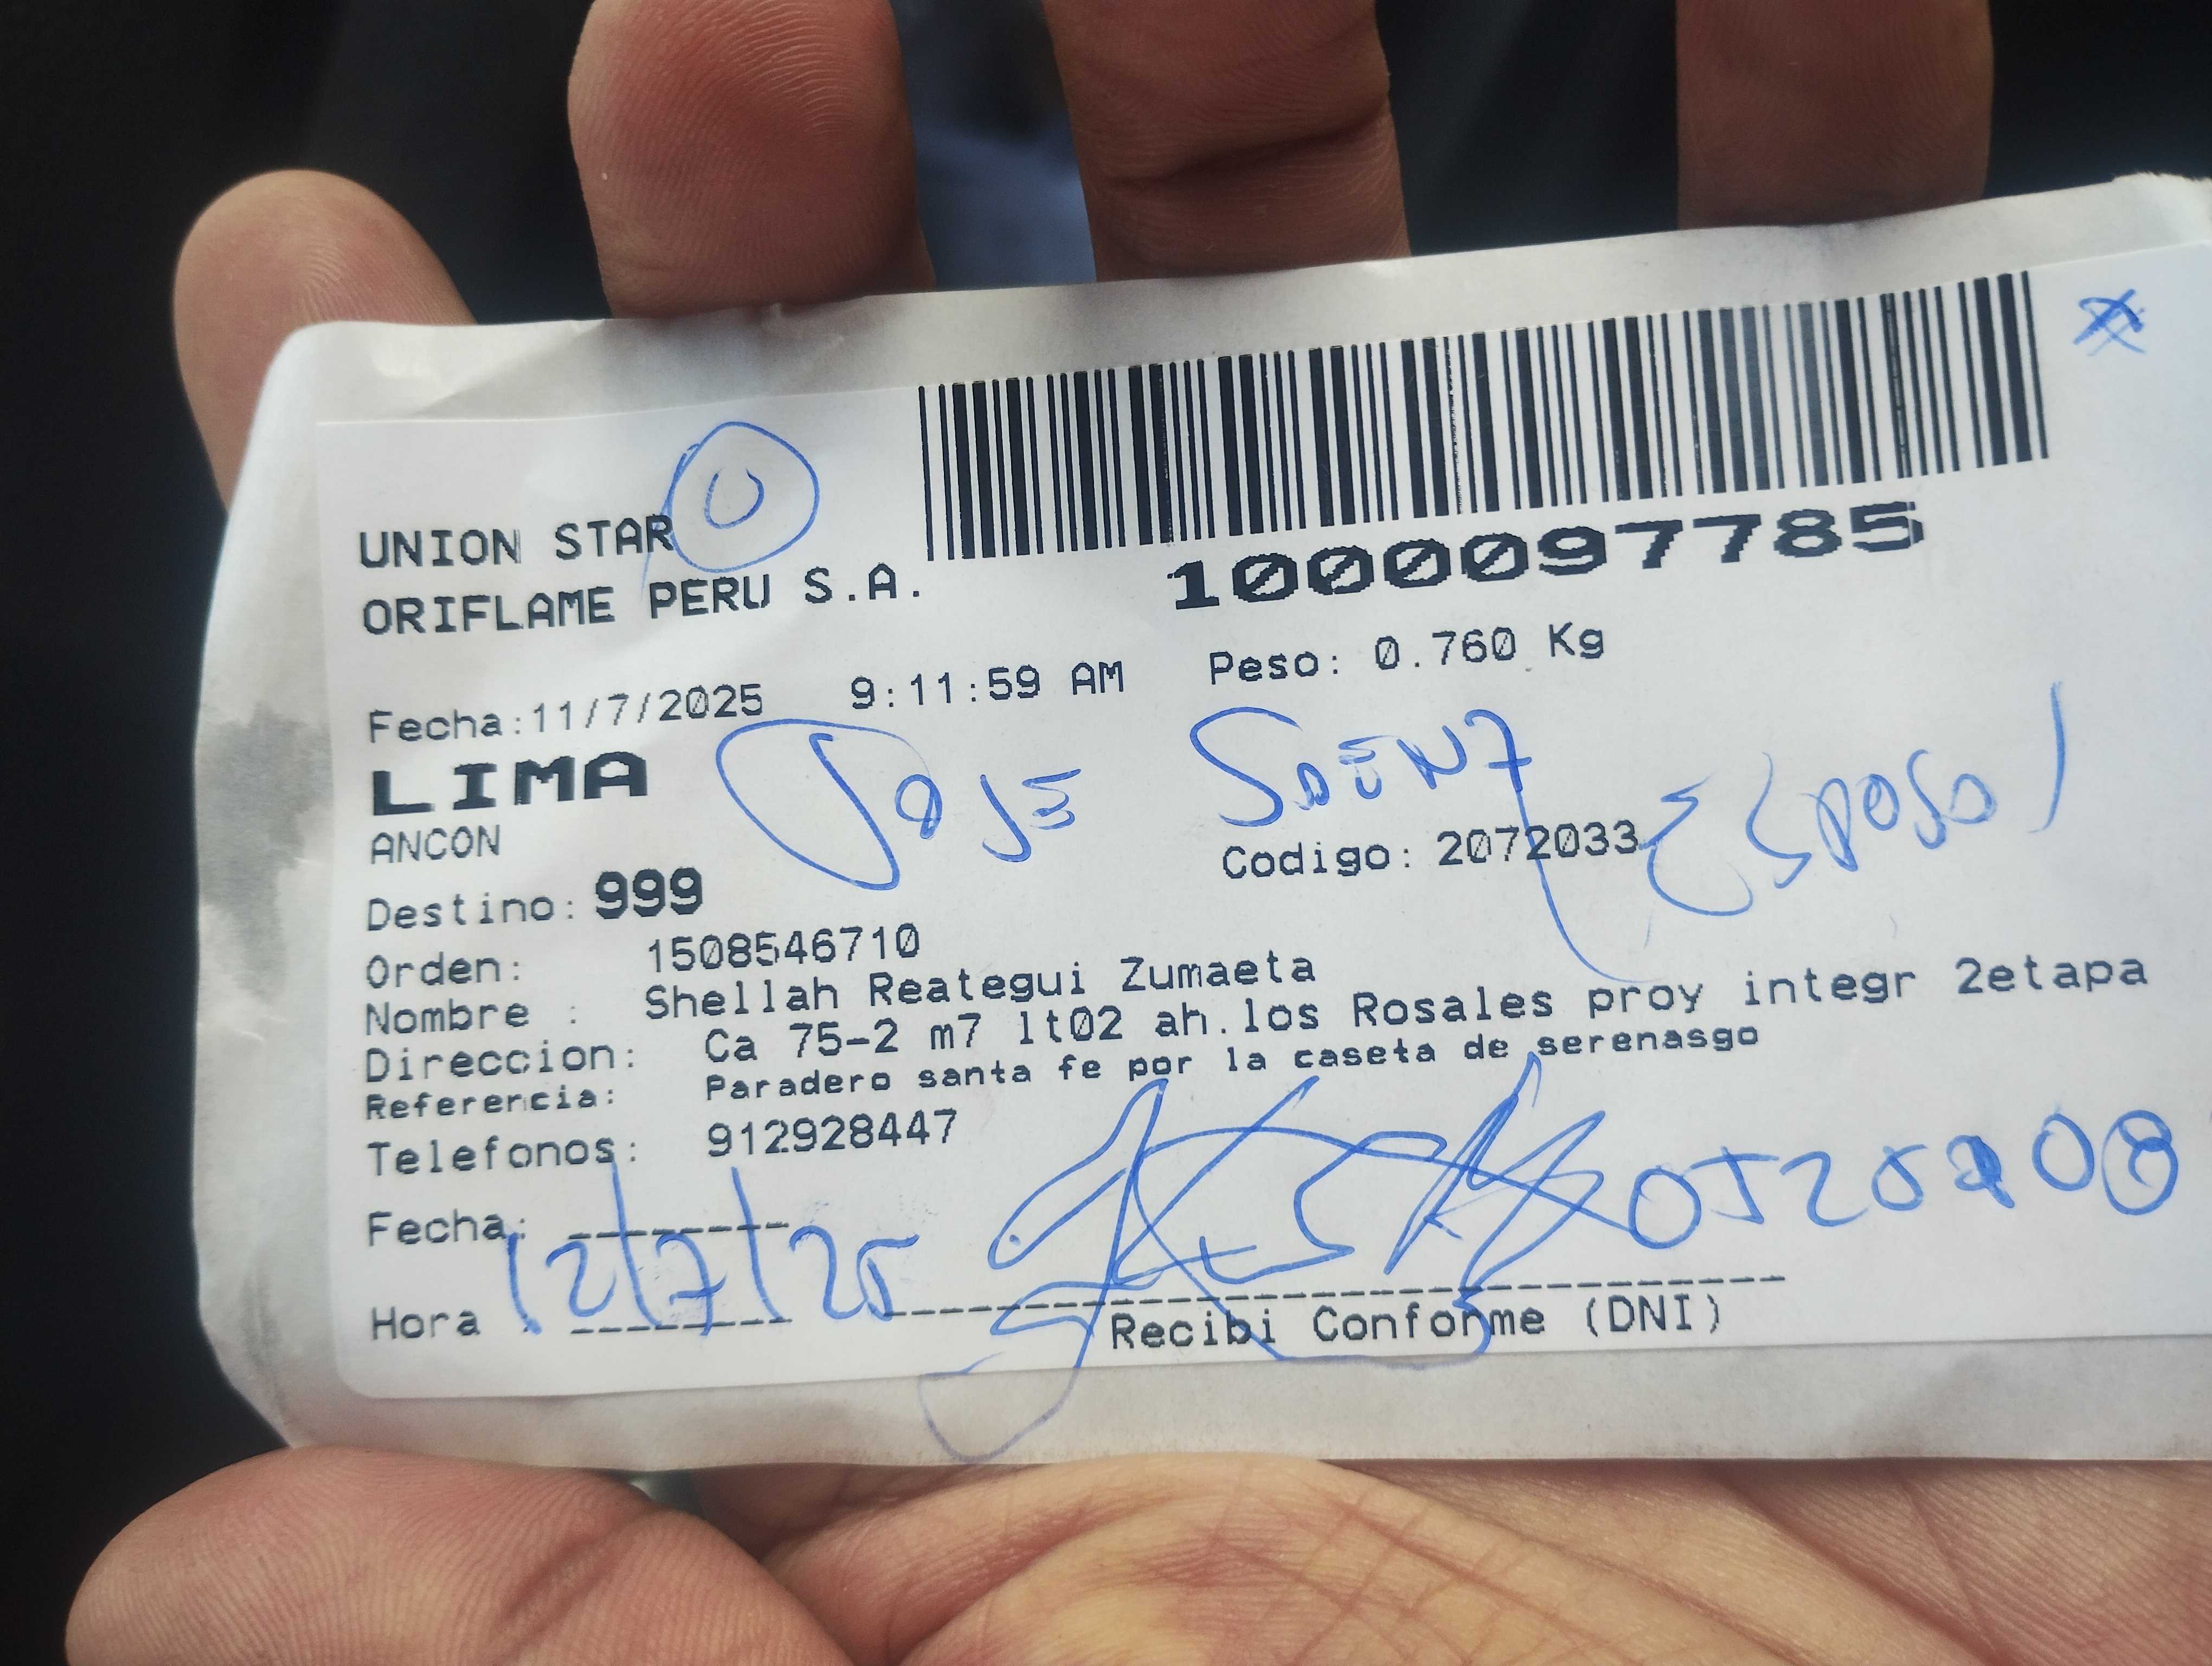 UNION STAR
U
ORIFLAME PERU S.A.
1000097785
Fecha:11/7/2025 9:11:59 AM Peso: 0.760 Kg
LIMA
JOSE SAENZ (ESPOSO)
ANCON
Codigo: 2072033
Destino: 999
Orden: 1508546710
Nombre : Shellah Reategui Zumaeta
Direccion: Ca 75-2 m7 lt02 ah.los Rosales proy integr 2etapa
Referencia: Paradero santa fe por la caseta de serenasgo
Telefonos: 912928447
Fecha: 12/7/25
Hora :
Recibi Conforme (DNI)